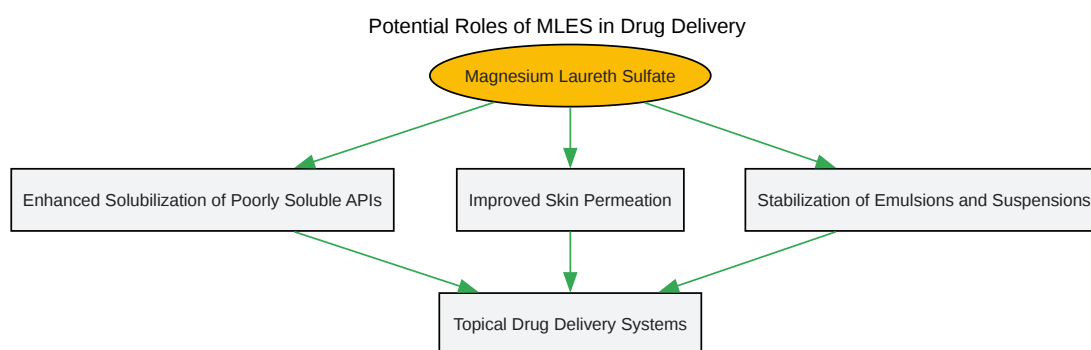 Potential Roles of MLES in Drug Delivery
Magnesium Laureth Sulfate
Enhanced Solubilization of Poorly Soluble APIs
Improved Skin Permeation
Stabilization of Emulsions and Suspensions
Topical Drug Delivery Systems